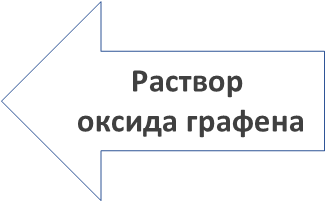 Раствор
оксида графена